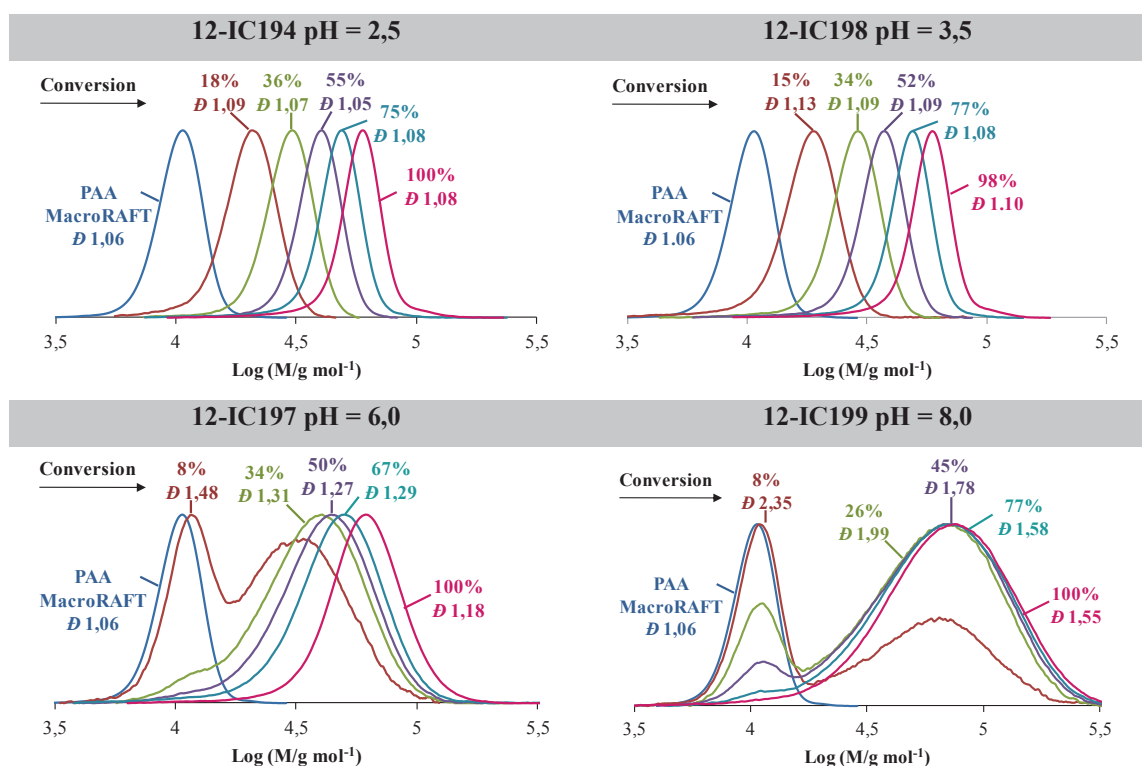 12-IC194 pH = 2,5
Conversion
18%
Đ 1,09
36%
Đ 1,07
55%
Đ 1,05
75%
Đ 1,08
100%
Đ 1,08
PAA
MacroRAFT
Đ 1,06
3,5 4 4,5 5 5,5
Log (M/g mol⁻¹)
12-IC198 pH = 3,5
Conversion
15%
Đ 1,13
34%
Đ 1,09
52%
Đ 1,09
77%
Đ 1,08
98%
Đ 1.10
PAA
MacroRAFT
Đ 1.06
3,5 4 4,5 5 5,5
Log (M/g mol⁻¹)
12-IC197 pH = 6,0
Conversion
8%
Đ 1,48
34%
Đ 1,31
50%
Đ 1,27
67%
Đ 1,29
100%
Đ 1,18
PAA
MacroRAFT
Đ 1,06
3,5 4 4,5 5 5,5
Log (M/g mol⁻¹)
12-IC199 pH = 8,0
Conversion
8%
Đ 2,35
26%
Đ 1,99
45%
Đ 1,78
77%
Đ 1,58
100%
Đ 1,55
PAA
MacroRAFT
Đ 1,06
3,5 4 4,5 5 5,5
Log (M/g mol⁻¹)